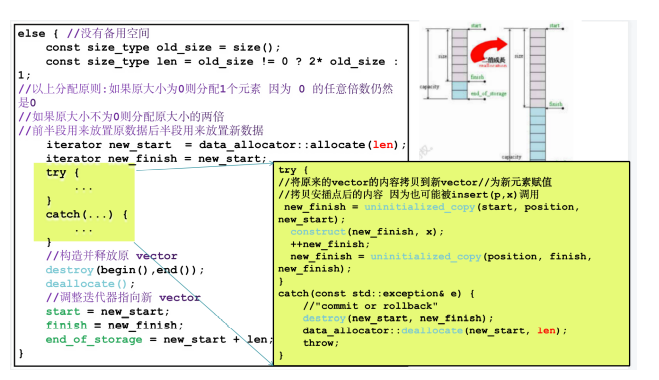 else { //没有备用空间
const size_type old_size = size();
const size_type len = old_size != 0 ? 2* old_size :
1;
//以上分配原则:如果原大小为0则分配1个元素 因为 0 的任意倍数仍然
是0
//如果原大小不为0则分配原大小的两倍
//前半段用来放置原数据后半段用来放置新数据
iterator new_start = data_allocator::allocate(len);
iterator new_finish = new_start;
try {
...
}
catch(...) {
...
}
//构造并释放原 vector
destroy(begin(),end());
deallocate();
//调整迭代器指向新 vector
start = new_start;
finish = new_finish;
end_of_storage = new_start + len;
}
try {
//将原来的vector的内容拷贝到新vector//为新元素赋值
//拷贝安插点后的内容 因为也可能被insert(p,x)调用
new_finish = uninitialized_copy(start, position,
new_start);
construct(new_finish, x);
++new_finish;
new_finish = uninitialized_copy(position, finish,
new_finish);
}
catch(const std::exception& e) {
//"commit or rollback"
destroy(new_start, new_finish);
data_allocator::deallocate(new_start, len);
throw;
}
start
size
finish
capacity
end_of_storage
二倍成長
reallocation
start
size
finish
capacity